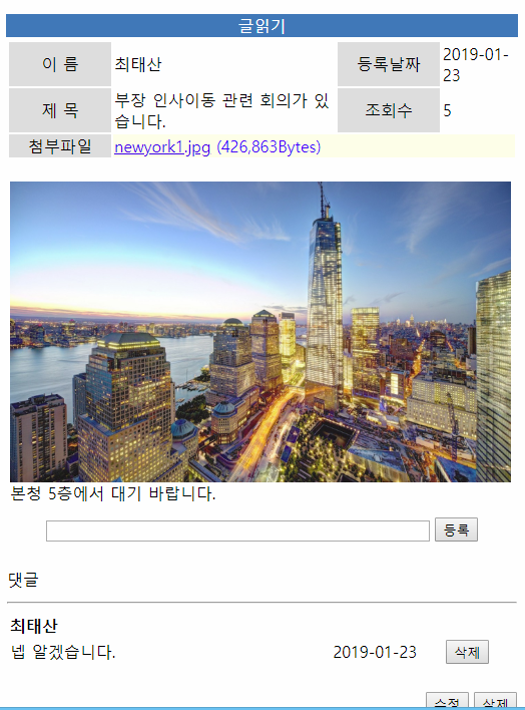 글읽기
이 름 최태산 등록날짜 2019-01-23
제 목 부장 인사이동 관련 회의가 있습니다. 조회수 5
첨부파일 newyork1.jpg (426,863Bytes)
본청 5층에서 대기 바랍니다.
등록
댓글
최태산
넵 알겠습니다. 2019-01-23 삭제
수정 삭제